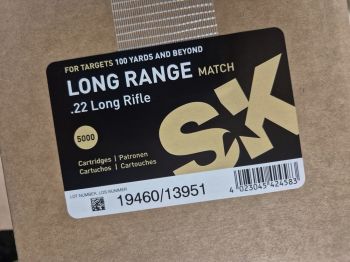 FOR TARGETS 100 YARDS AND BEYOND
LONG RANGE MATCH
.22 Long Rifle
SK
5000
Cartridges | Patronen
Cartuchos | Cartouches
LOT NUMBER, LOS NUMMER
19460/13951
4 023045 424583